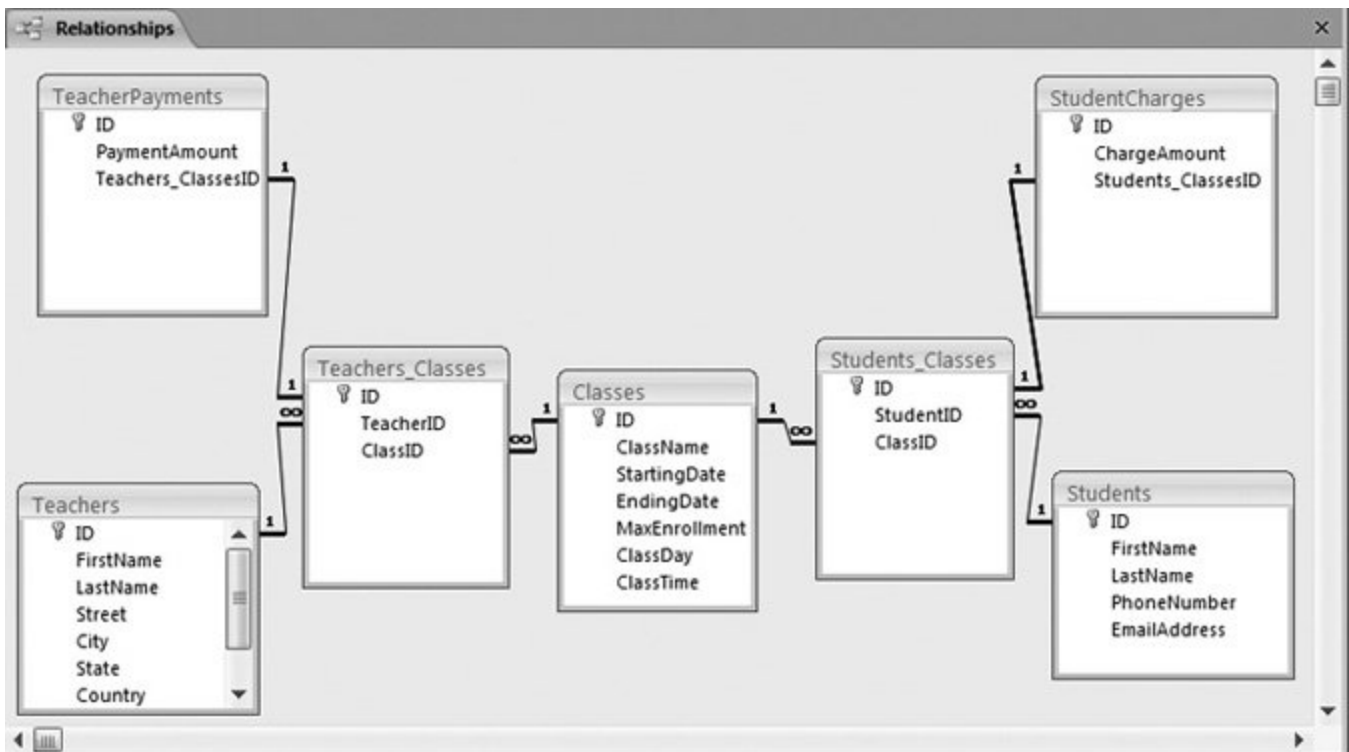 Relationships
TeacherPayments
ID
PaymentAmount
Teachers_ClassesID
1
StudentCharges
ID
ChargeAmount
Students_ClassesID
1
Teachers_Classes
ID
TeacherID
ClassID
1
∞
∞
Classes
ID
ClassName
StartingDate
EndingDate
MaxEnrollment
ClassDay
ClassTime
1
1
Students_Classes
ID
StudentID
ClassID
∞
1
∞
Teachers
ID
FirstName
LastName
Street
City
State
Country
1
Students
ID
FirstName
LastName
PhoneNumber
EmailAddress
1